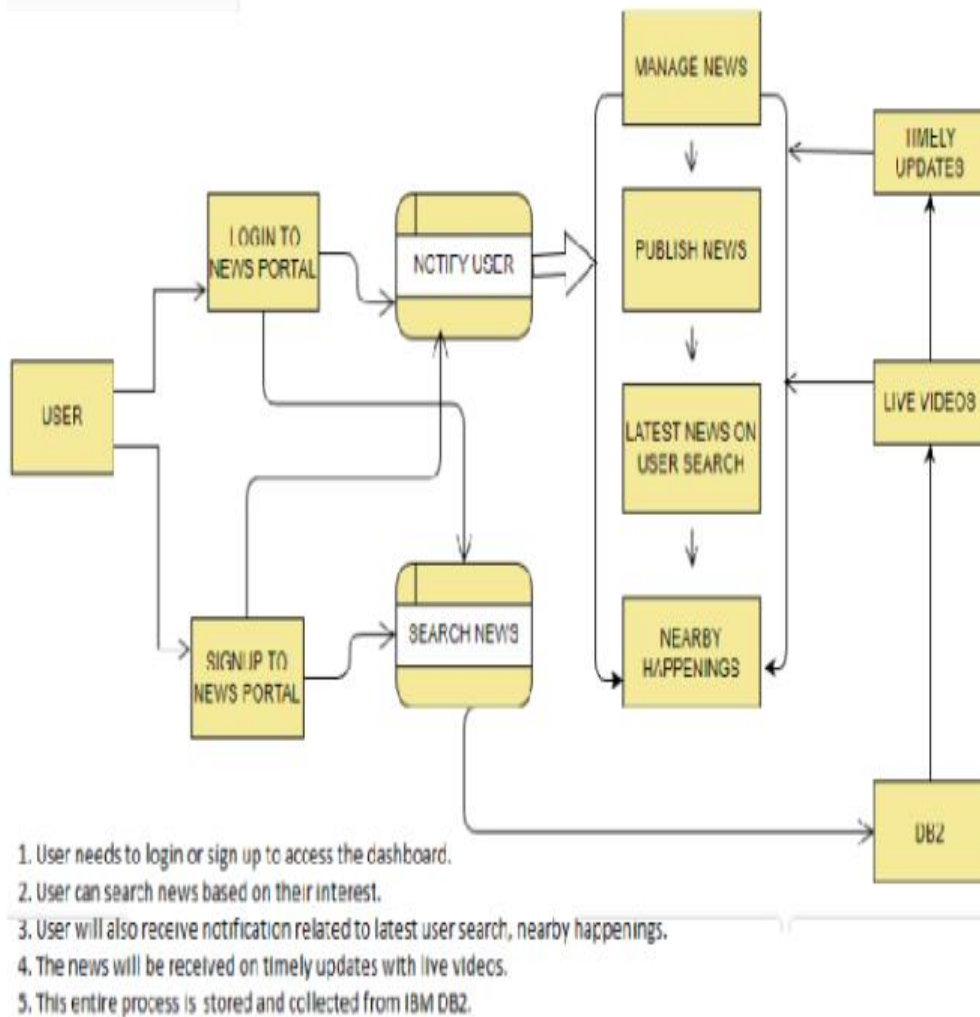 MANAGE NEWS
TIMELY
UPDATES
LOGIN TO
NEWS PORTAL
NOTIFY USER
PUBLISH NEWS
USER
LATEST NEWS ON
USER SEARCH
LIVE VIDEOS
SEARCH NEWS
SIGNUP TO
NEWS PORTAL
NEARBY
HAPPENINGS
DB2
1. User needs to login or sign up to access the dashboard.
2. User can search news based on their interest.
3. User will also receive notification related to latest user search, nearby happenings.
4. The news will be received on timely updates with live videos.
5. This entire process is stored and collected from IBM DB2.